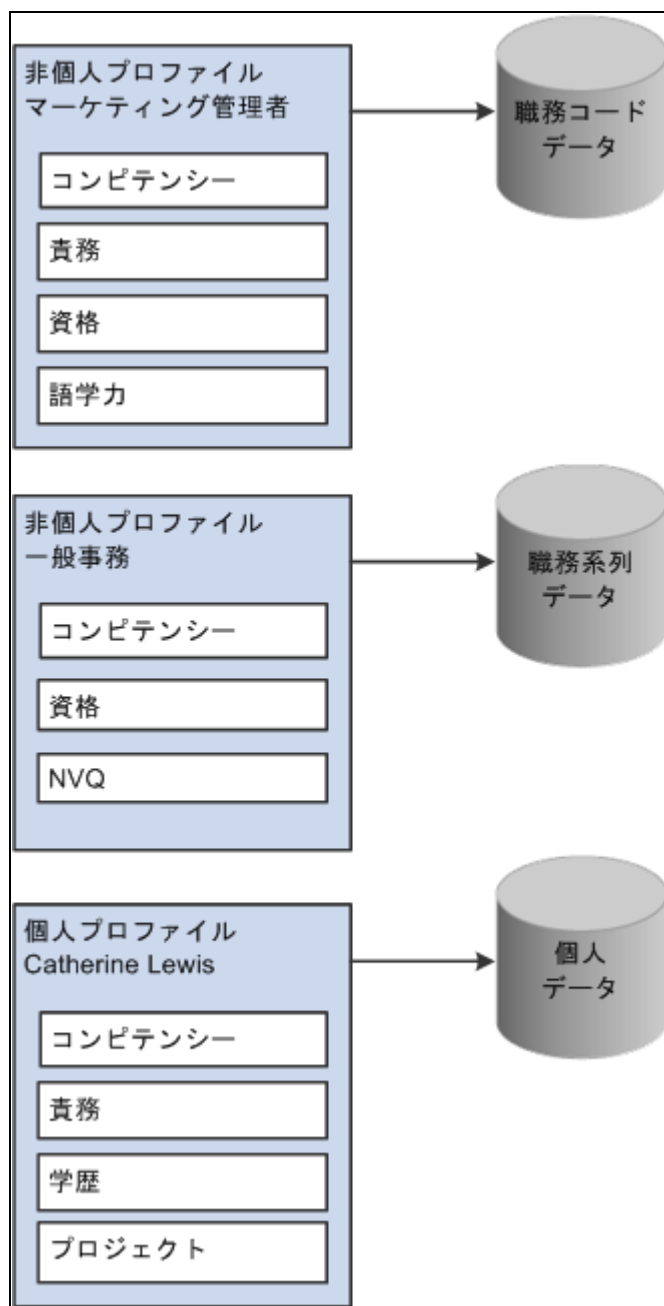 非個人プロファイル
マーケティング管理者
コンピテンシー
責務
資格
語学力
職務コード
データ
非個人プロファイル
一般事務
コンピテンシー
資格
NVQ
職務系列
データ
個人プロファイル
Catherine Lewis
コンピテンシー
責務
学歴
プロジェクト
個人
データ